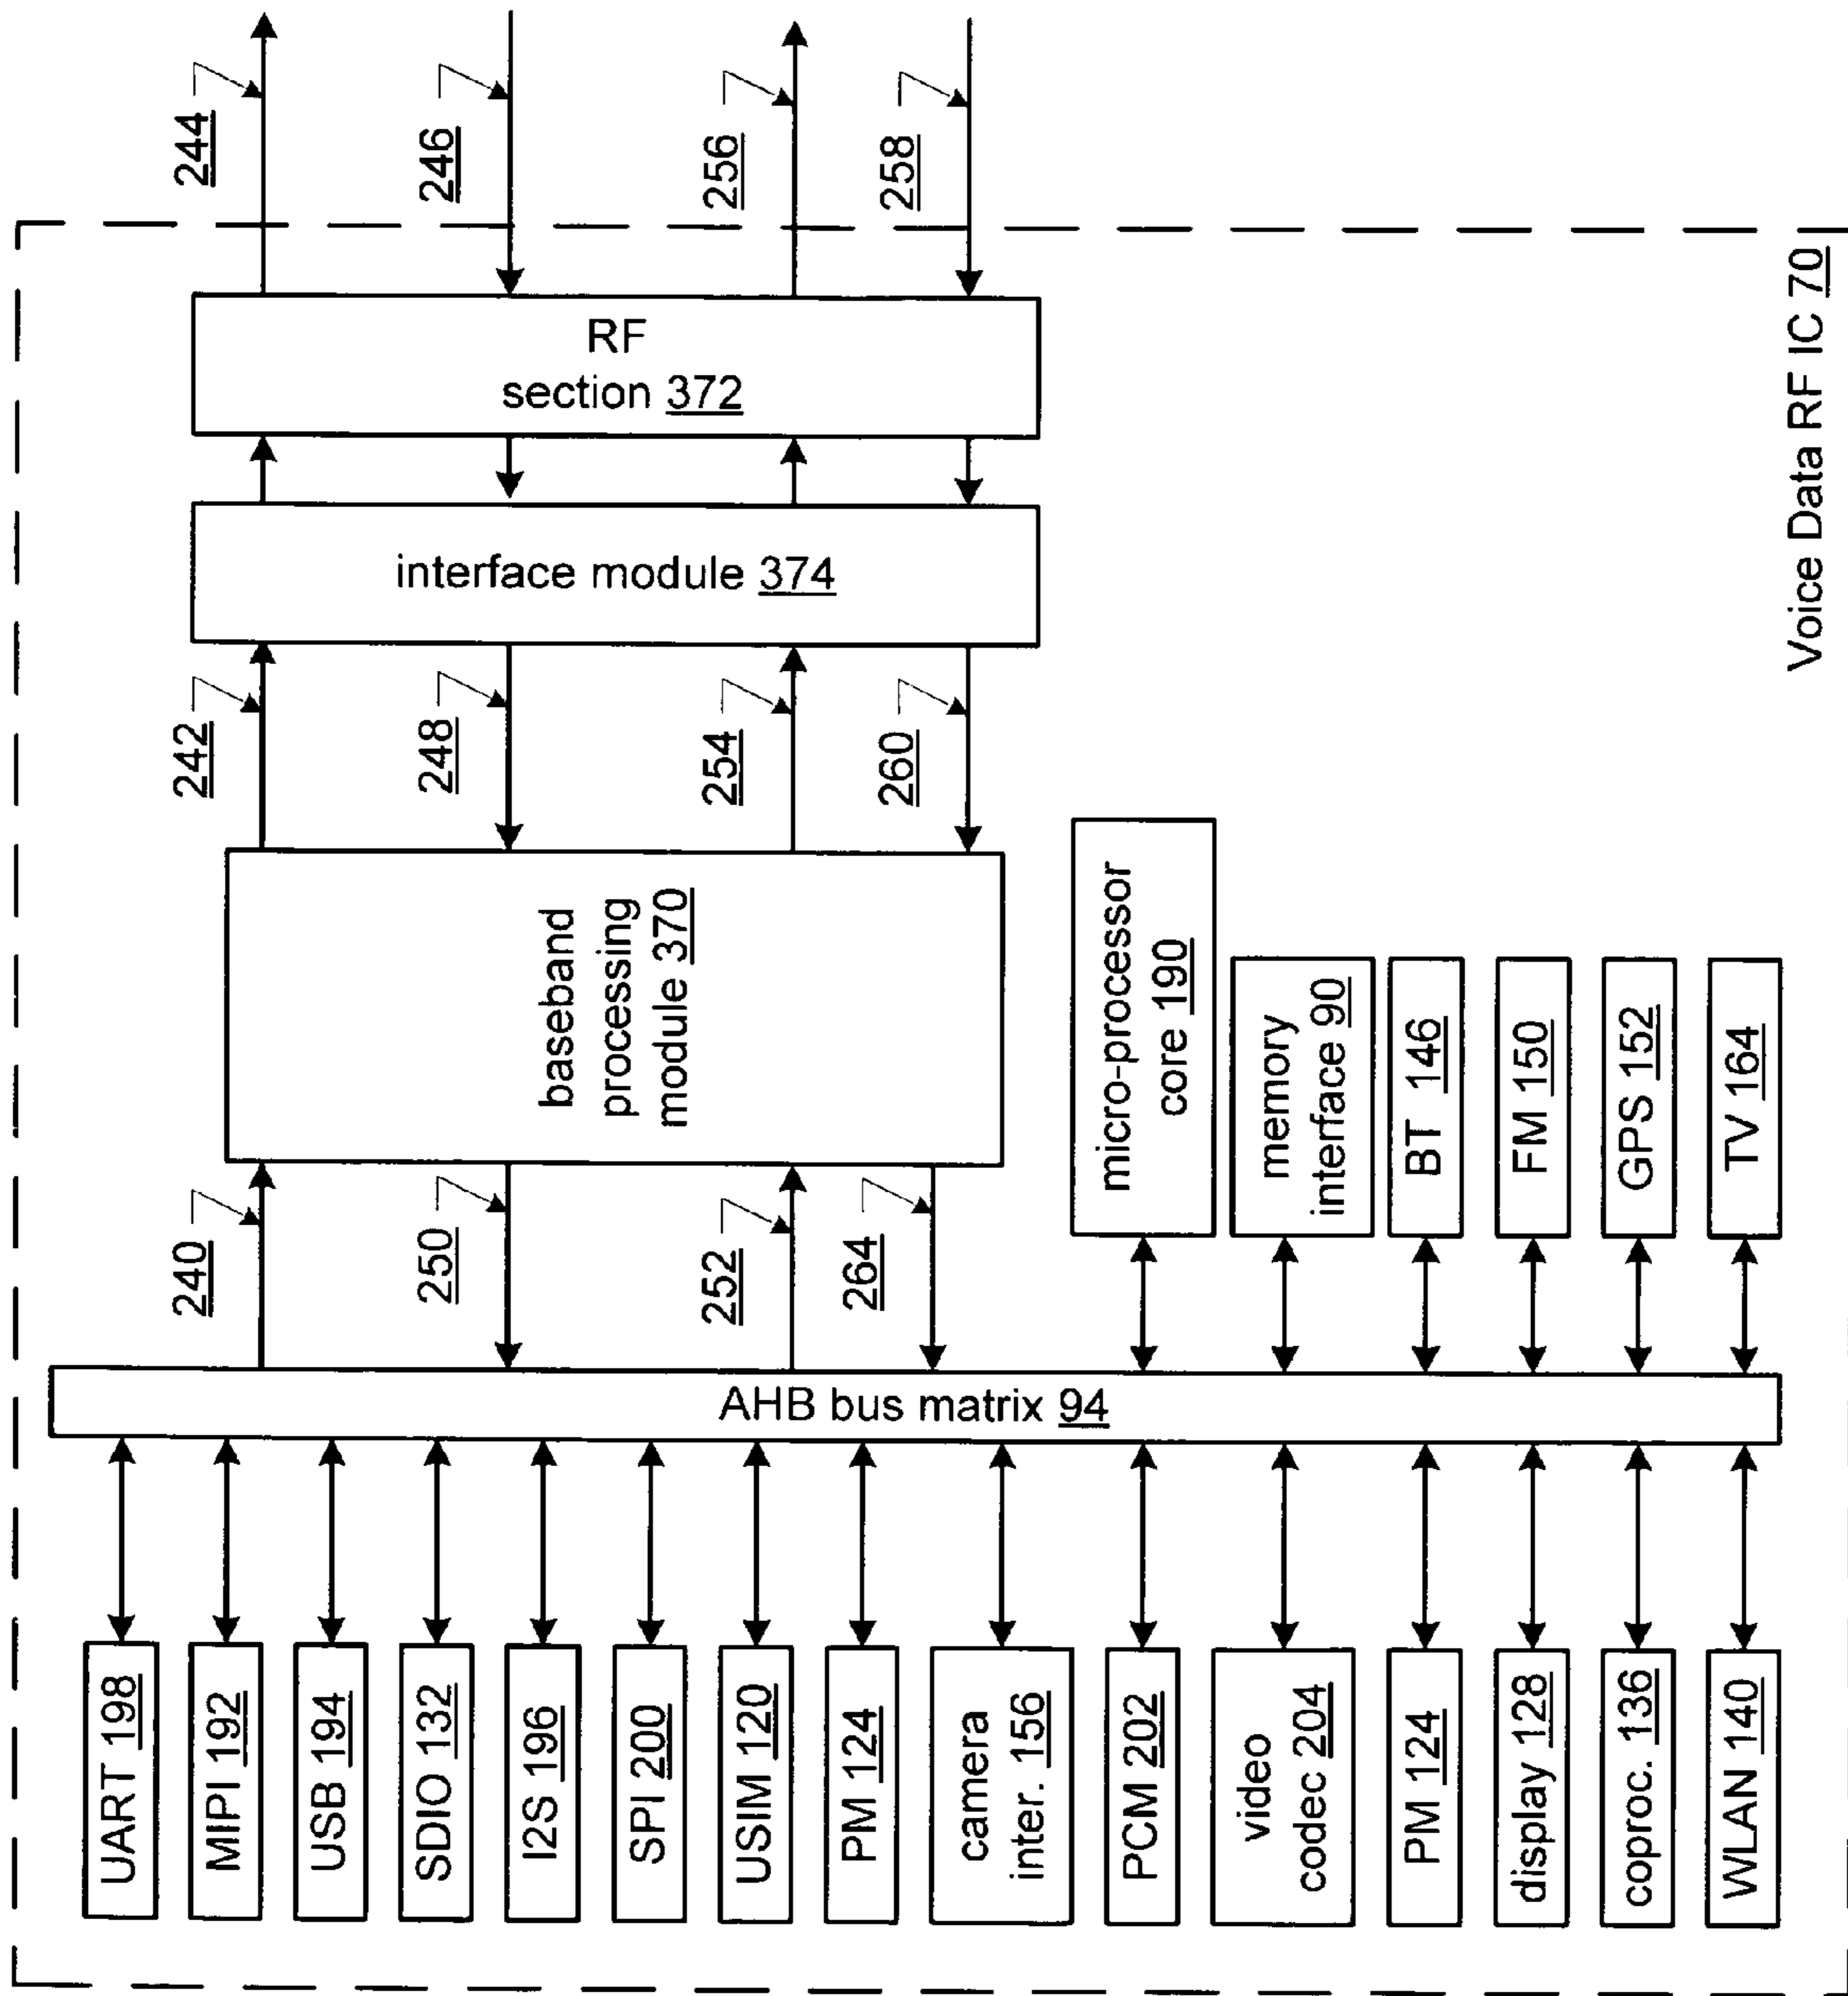 244
246
256
258
RF
section 372
interface module 374
242
248
254
260
baseband
processing
module 370
240
250
252
264
micro-processor
core 190
memory
interface 90
BT 146
FM 150
GPS 152
TV 164
AHB bus matrix 94
UART 198
MIPI 192
USB 194
SDIO 132
I2S 196
SPI 200
USIM 120
PM 124
camera
inter. 156
PCM 202
video
codec 204
PM 124
display 128
coproc. 136
WLAN 140
Voice Data RF IC 70